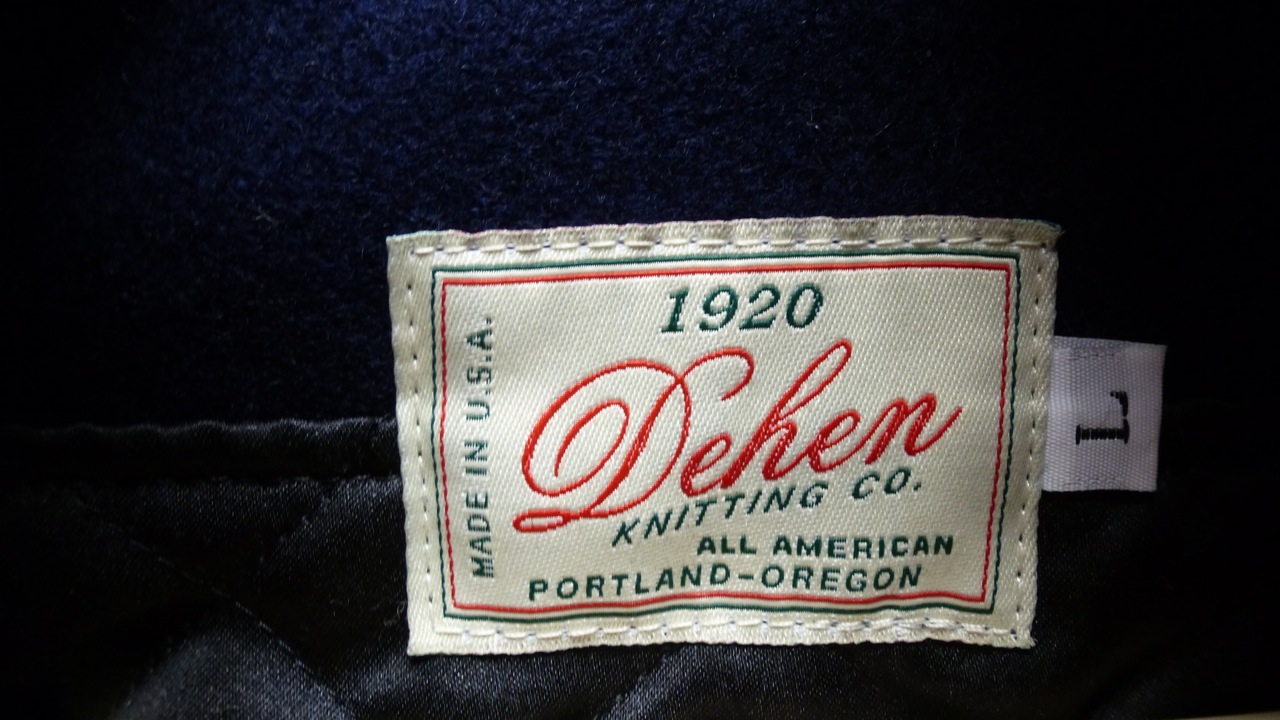 1920
Dehen
KNITTING CO.
ALL AMERICAN
PORTLAND-OREGON
MADE IN U.S.A.
L